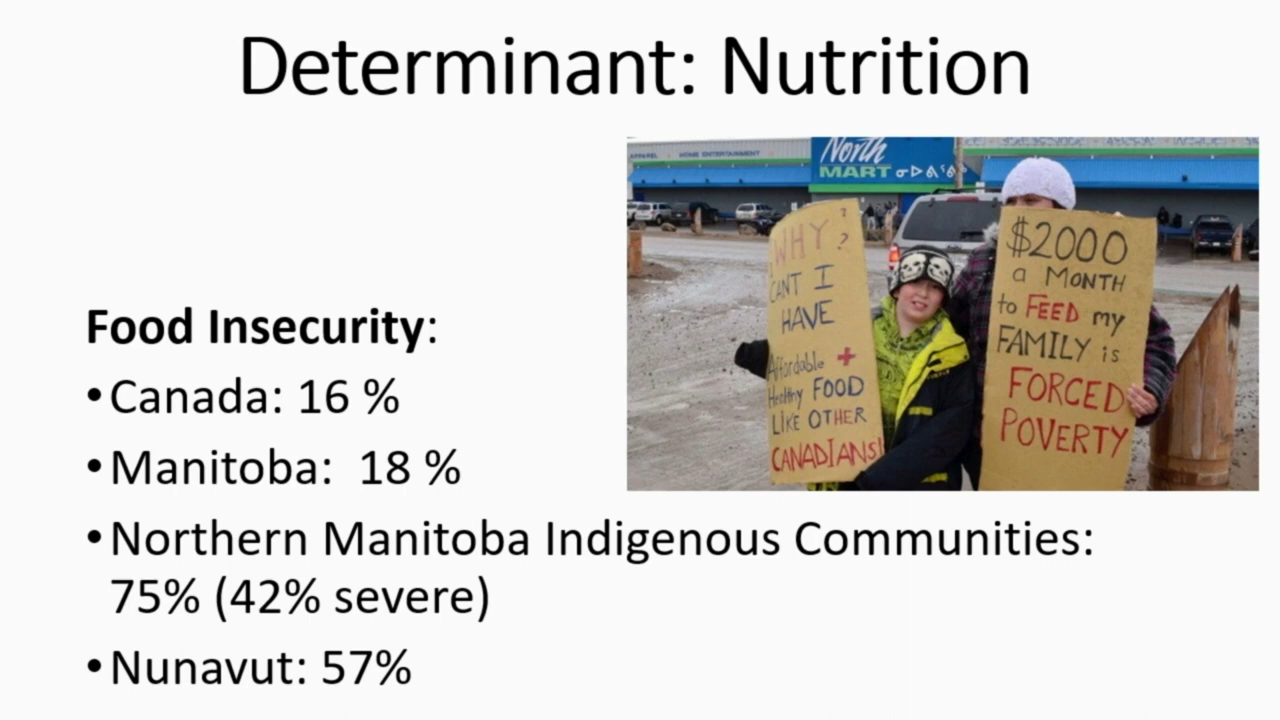 Determinant: Nutrition
APPAREL HOME ENTERTAINMENT
North
MART
WHY?
?
CANT I
HAVE
Affordable +
Healthy FOOD
LIKE OTHER
CANADIANS!
$2000
a MONTH
to FEED my
FAMILY is
FORCED
POVERTY
Food Insecurity:
•Canada: 16 %
•Manitoba:  18 %
•Northern Manitoba Indigenous Communities:
75% (42% severe)
•Nunavut: 57%